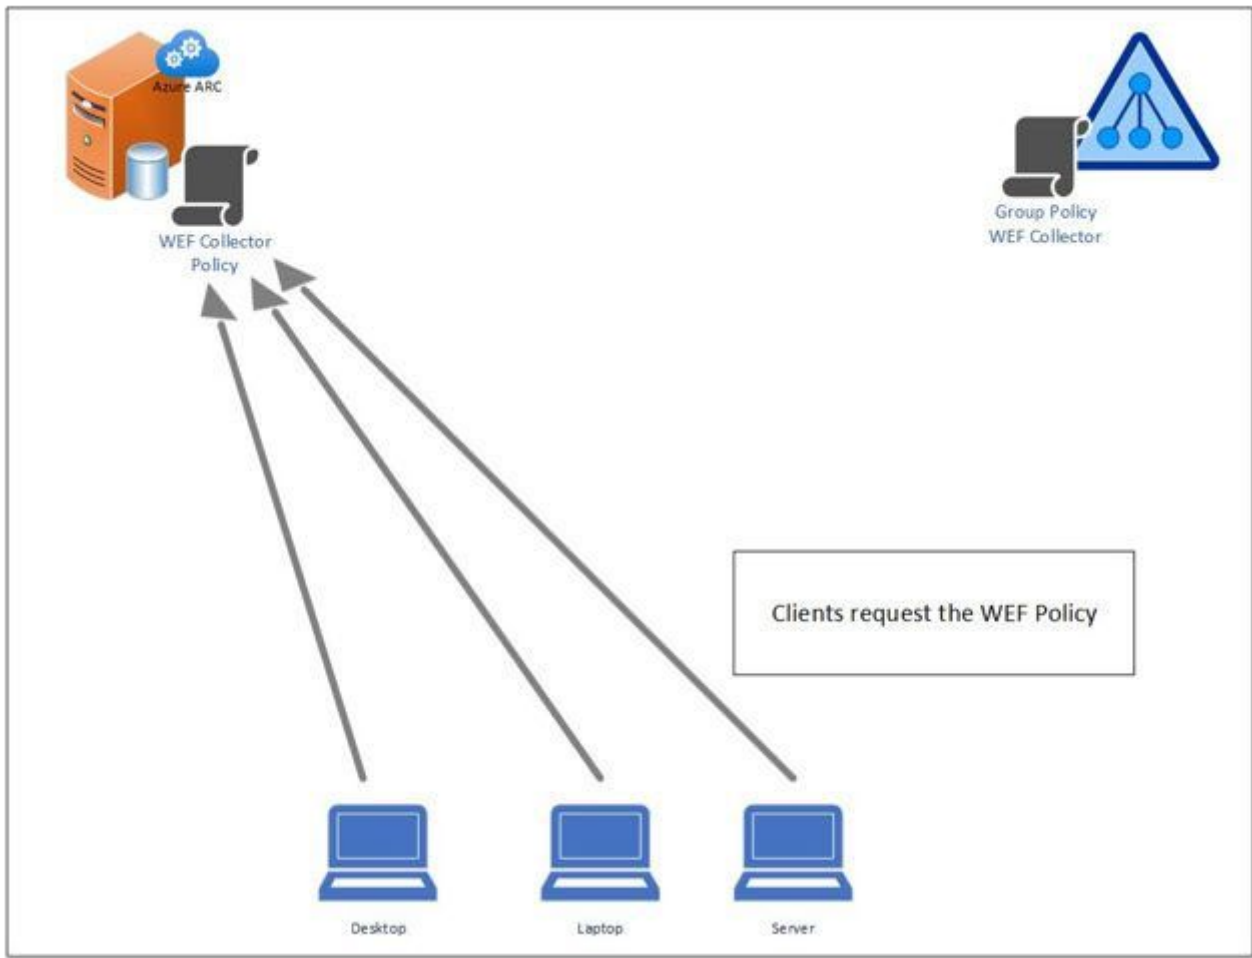 Azure ARC
WEF Collector
Policy
Group Policy
WEF Collector
Clients request the WEF Policy
Desktop
Laptop
Server